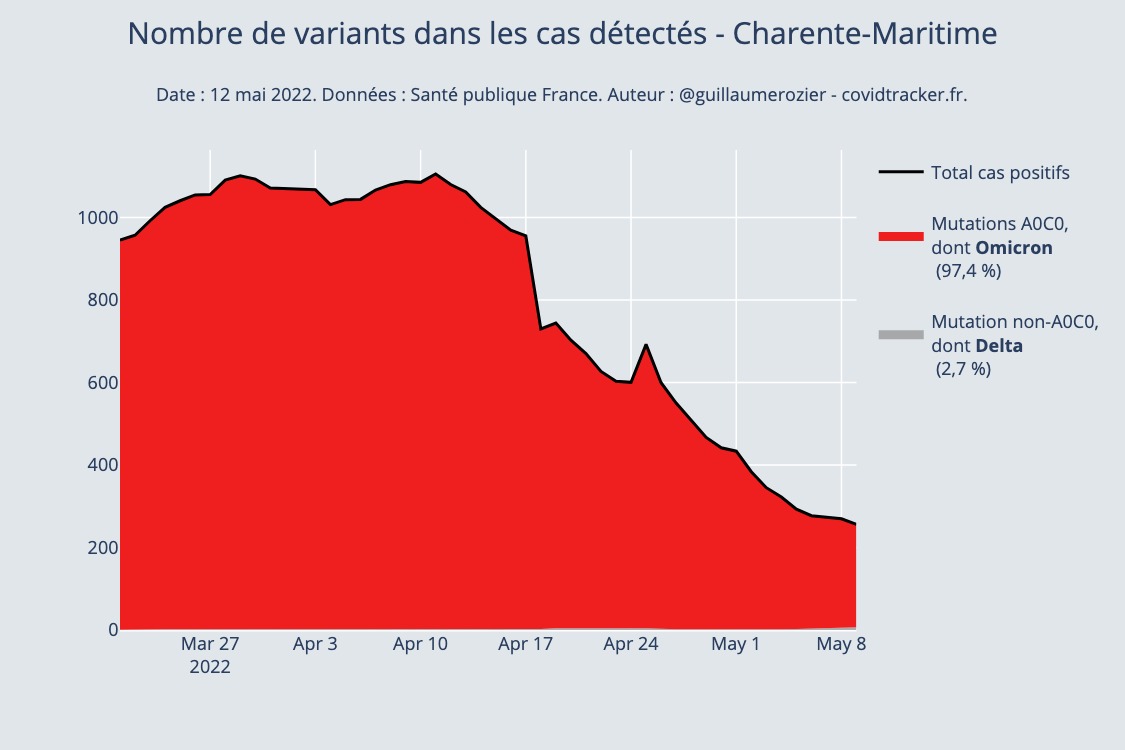 Nombre de variants dans les cas détectés - Charente-Maritime
Date : 12 mai 2022. Données : Santé publique France. Auteur : @guillaumerozier - covidtracker.fr.
Total cas positifs
Mutations A0C0,
dont Omicron
(97,4 %)
Mutation non-A0C0,
dont Delta
(2,7 %)
1000
800
600
400
200
0
Mar 27
2022
Apr 3
Apr 10
Apr 17
Apr 24
May 1
May 8